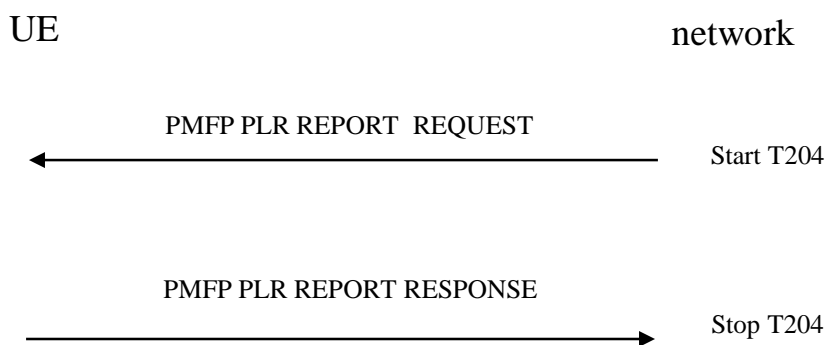 UE
network
PMFP PLR REPORT REQUEST
Start T204
PMFP PLR REPORT RESPONSE
Stop T204